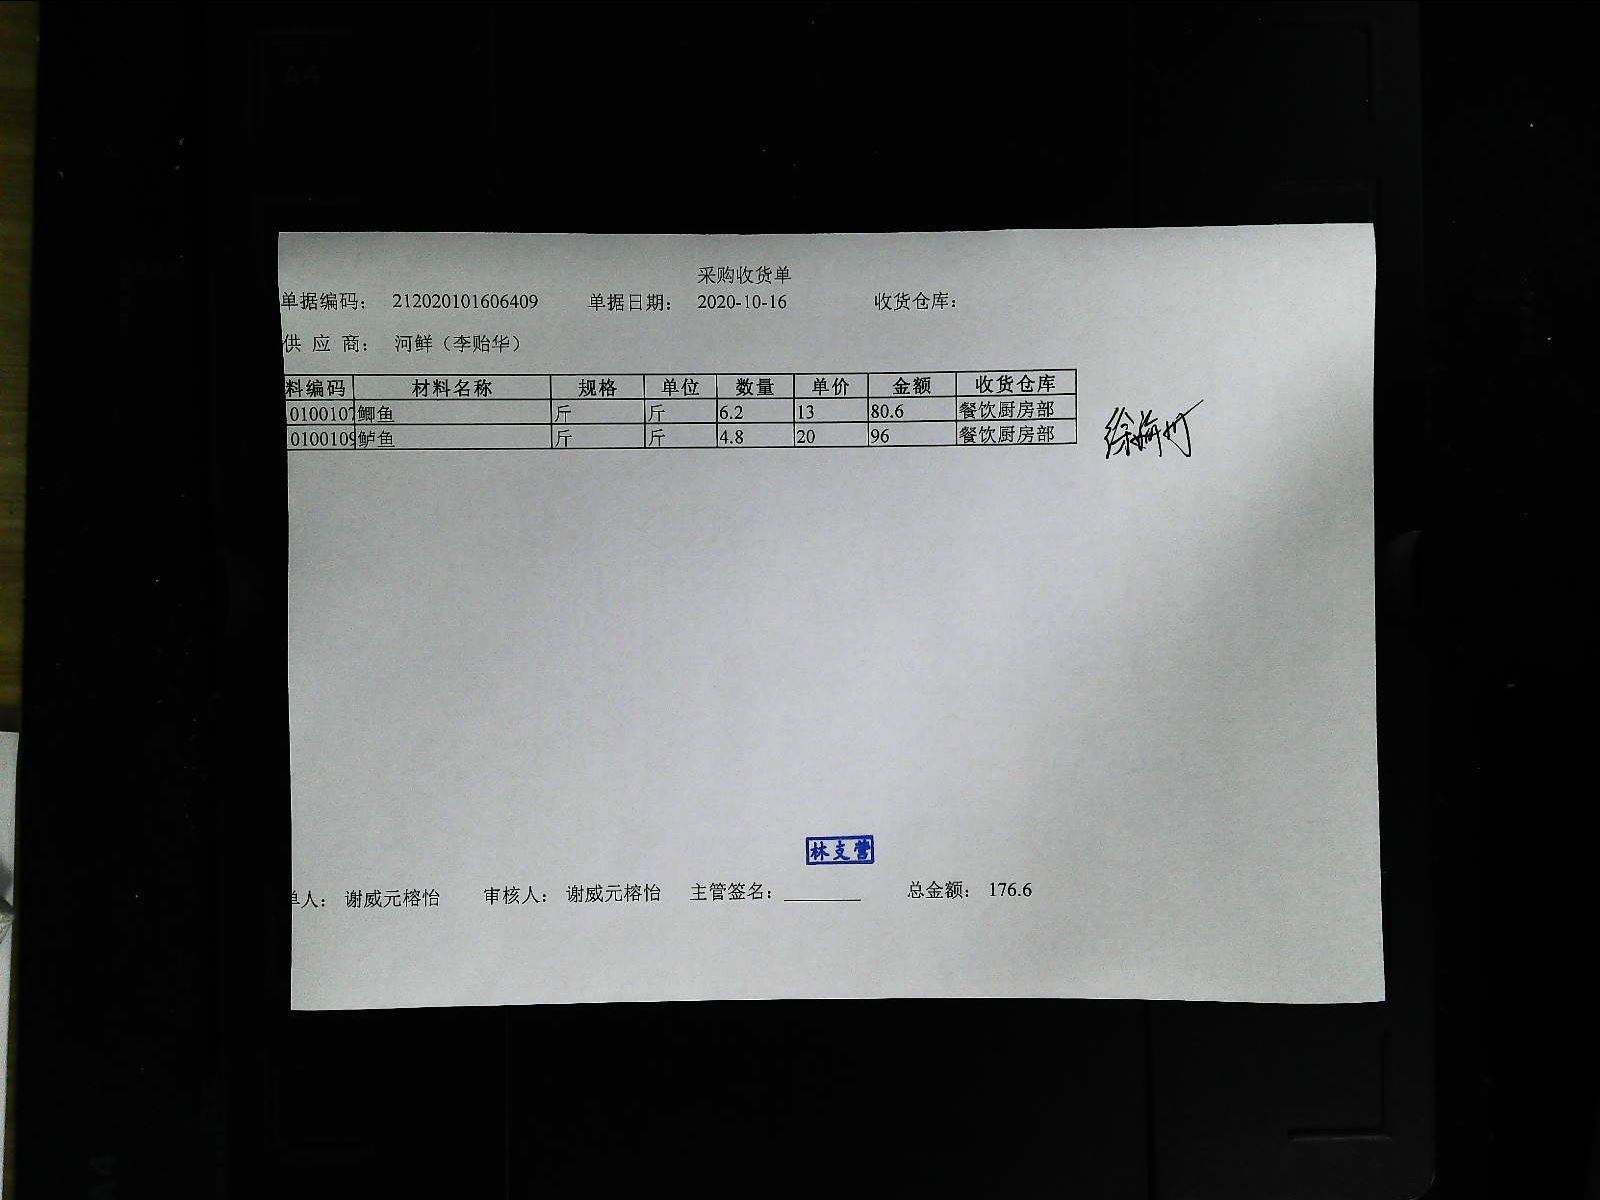 采购收货单
单据编码： 212020101606409 单据日期： 2020-10-16 收货仓库：
供 应 商： 河鲜（李贻华）
料编码 材料名称 规格 单位 数量 单价 金额 收货仓库
0100107 鲫鱼 斤 斤 6.2 13 80.6 餐饮厨房部
0100109 鲈鱼 斤 斤 4.8 20 96 餐饮厨房部
林支营
单人： 谢威元榕怡 审核人： 谢威元榕怡 主管签名： 总金额： 176.6
A4